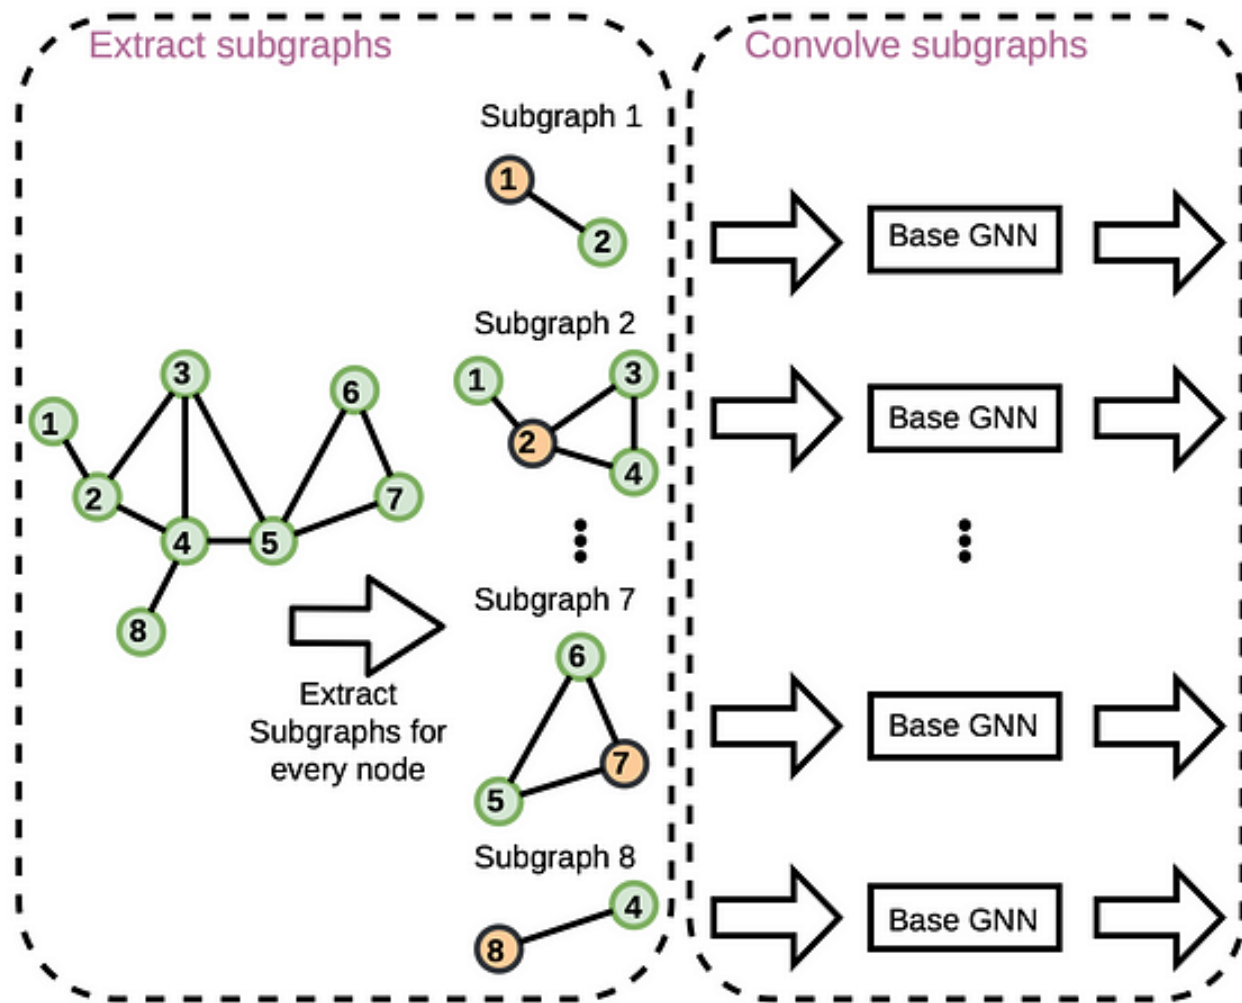 Extract subgraphs
Convolve subgraphs
Subgraph 1
1
2
Base GNN
Subgraph 2
1
3
2
4
Base GNN
3
6
1
2
7
4
5
8
Extract
Subgraphs for
every node
Subgraph 7
6
7
5
Base GNN
Subgraph 8
4
8
Base GNN